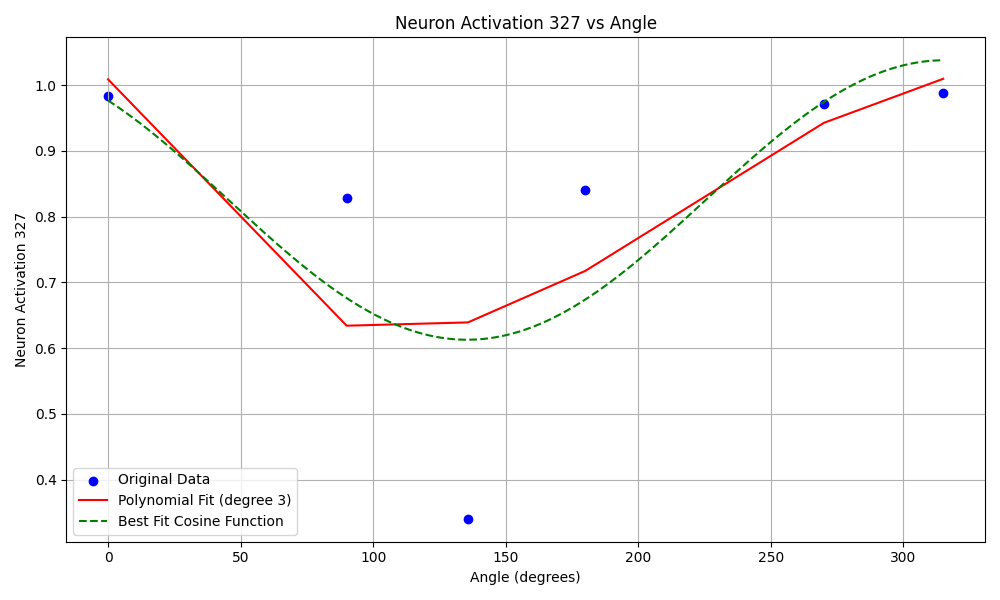 Neuron Activation 327 vs Angle
Neuron Activation 327
1.0
0.9
0.8
0.7
0.6
0.5
0.4
Original Data
Polynomial Fit (degree 3)
Best Fit Cosine Function
0 50 100 150 200 250 300
Angle (degrees)